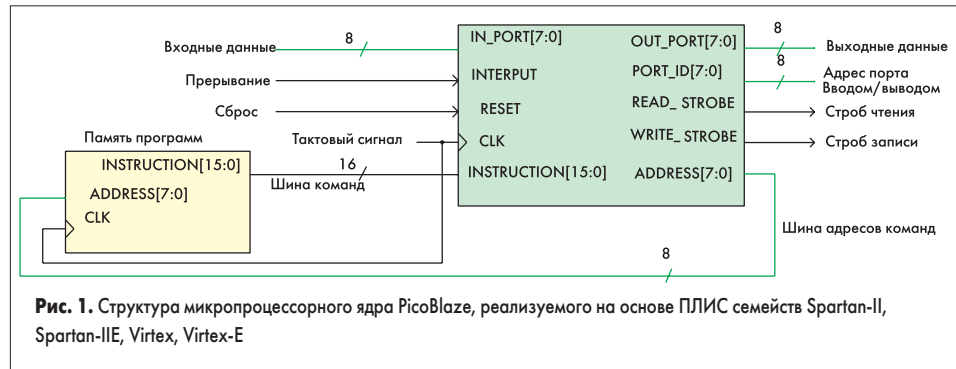 Входные данные
8
IN_PORT[7:0]
OUT_PORT[7:0]
8
Выходные данные
Прерывание
INTERPUT
PORT_ID[7:0]
8
Адрес порта
Вводом/выводом
Сброс
RESET
READ_ STROBE
Строб чтения
Тактовый сигнал
CLK
WRITE_ STROBE
Строб записи
Память программ
INSTRUCTION[15:0]
16
Шина команд
INSTRUCTION[15:0]
ADDRESS[7:0]
ADDRESS[7:0]
CLK
Шина адресов команд
8
Рис. 1. Структура микропроцессорного ядра PicoBlaze, реализуемого на основе ПЛИС семейств Spartan-II,
Spartan-IIE, Virtex, Virtex-E